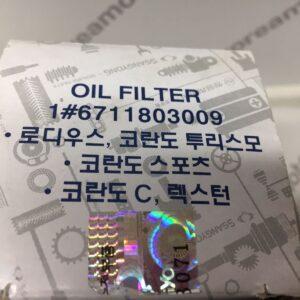 SSANGYONG
OIL FILTER
1#6711803009
• 로디우스, 코란도 투리스모
• 코란도스포츠
• 코란도 C, 렉스턴